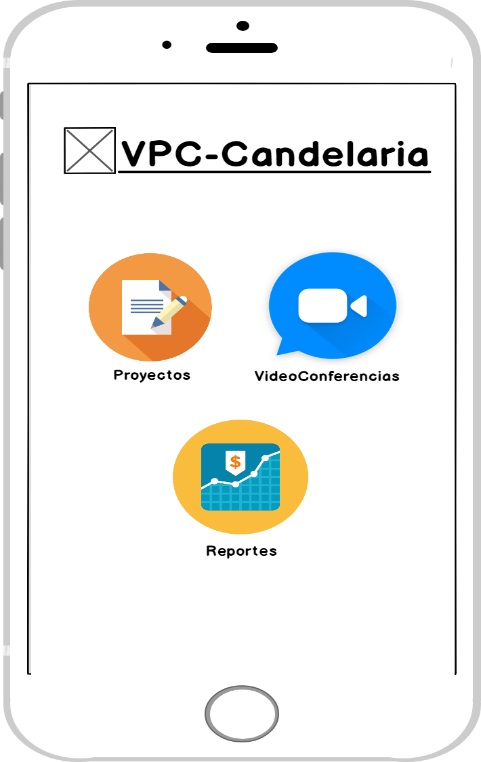 VPC-Candelaria
Proyectos
VideoConferencias
$
Reportes